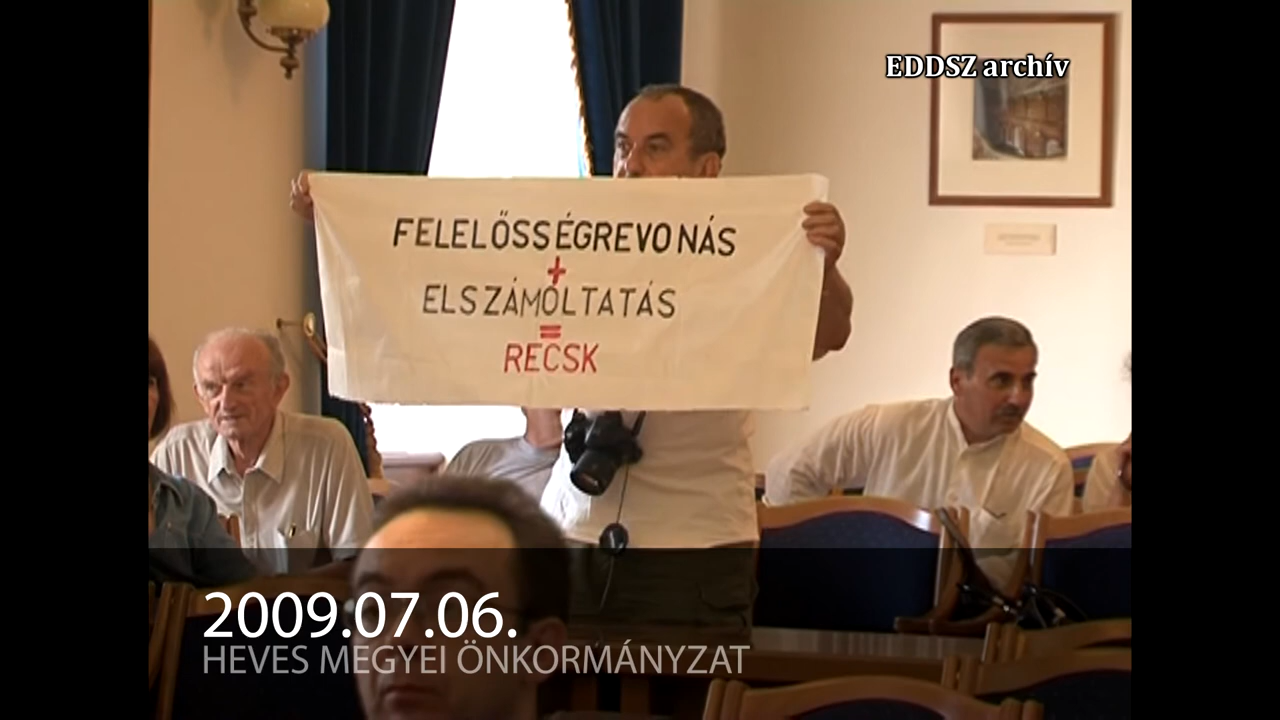 EDDSZ archív
FELELŐSSÉGREVONÁS
+
ELSZÁMOLTATÁS
=
RECSK
2009.07.06.
HEVES MEGYEI ÖNKORMÁNYZAT